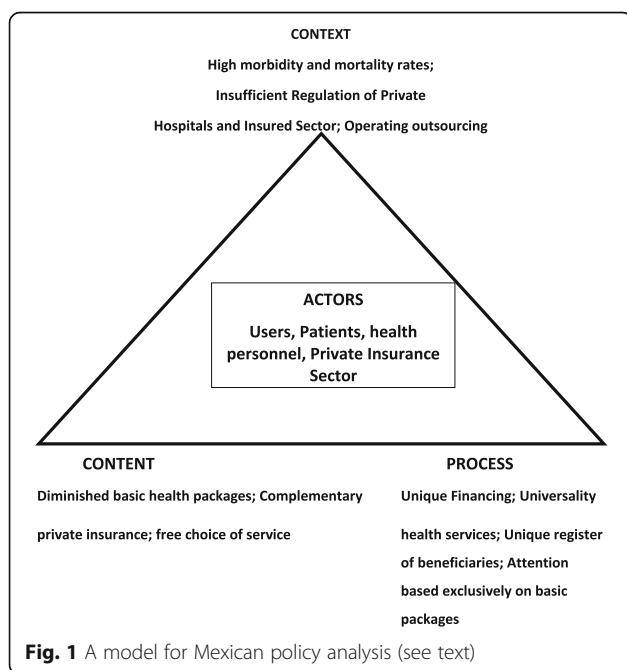 CONTEXT
High morbidity and mortality rates;
Insufficient Regulation of Private
Hospitals and Insured Sector; Operating outsourcing
ACTORS
Users, Patients, health
personnel, Private Insurance
Sector
CONTENT
Diminished basic health packages; Complementary
private insurance; free choice of service
PROCESS
Unique Financing; Universality
health services; Unique register
of beneficiaries; Attention
based exclusively on basic
packages
Fig. 1 A model for Mexican policy analysis (see text)